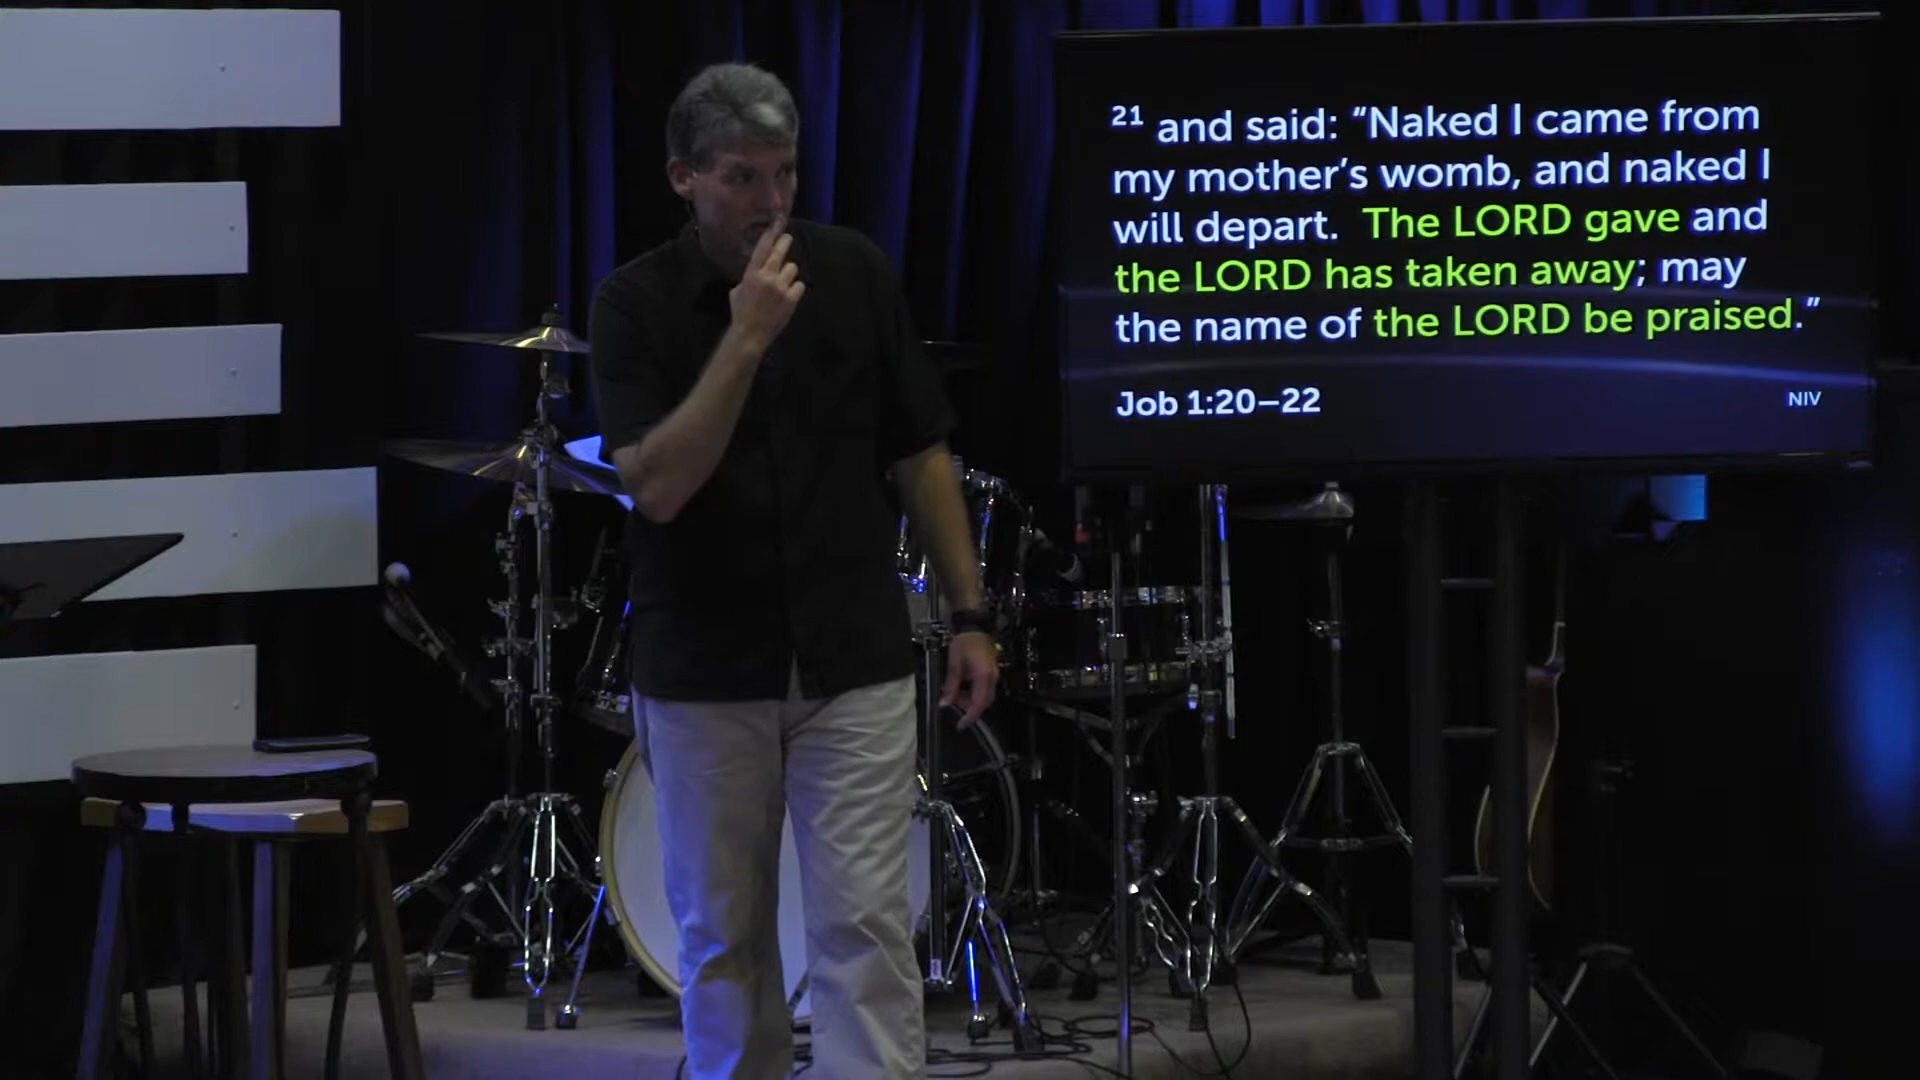 21 and said: “Naked I came from
my mother’s womb, and naked I
will depart. The LORD gave and
the LORD has taken away; may
the name of the LORD be praised.”
Job 1:20–22
NIV